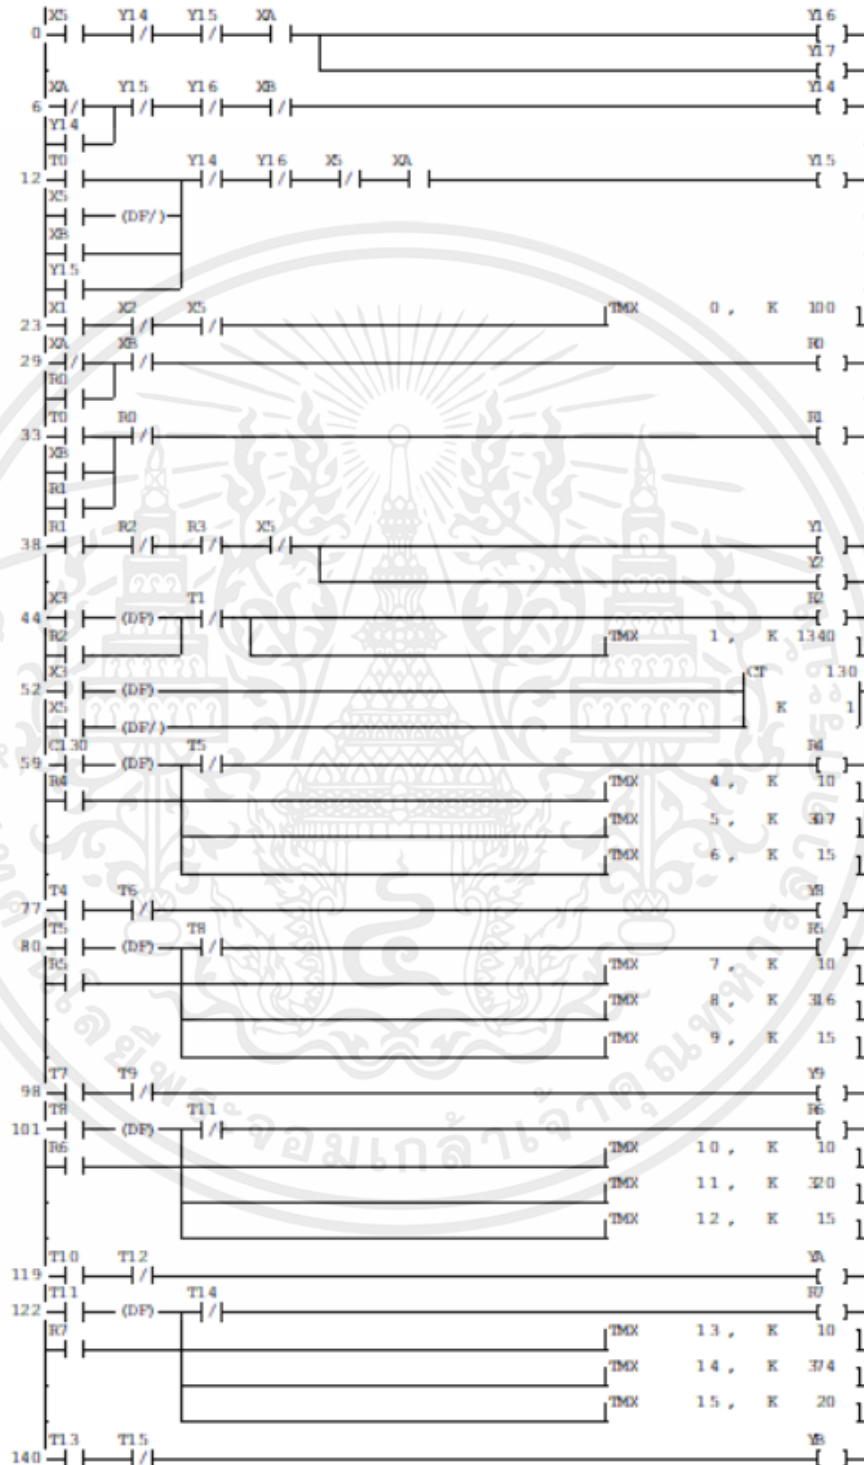 X5 Y14 Y15 XA Y16
0
Y17
XA Y15 Y16 XB Y14
6
Y14
T0 Y14 Y16 X5 XA Y15
12
X5
(DF/)
XB
Y15
X1 X2 X5 TMX 0, K 100
23
XA XB R0
29
R0
T0 R0 R1
33
XB
R1
R1 R2 R3 X5 Y1
38
Y2
X3 T1 R2
44 (DF)
R2 TMX 1, K 1340
X3 CT 130
52 (DF)
X5 K 1
(DF/)
C130 T5 R4
59 (DF)
R4 TMX 4, K 10
TMX 5, K 307
TMX 6, K 15
T4 T6 Y8
77
T5 T8 R5
80 (DF)
R5 TMX 7, K 10
TMX 8, K 316
TMX 9, K 15
T7 T9 Y9
98
T8 T11 R6
101 (DF)
R6 TMX 10, K 10
TMX 11, K 320
TMX 12, K 15
T10 T12 YA
119
T11 T14 R7
122 (DF)
R7 TMX 13, K 10
TMX 14, K 374
TMX 15, K 20
T13 T15 YB
140